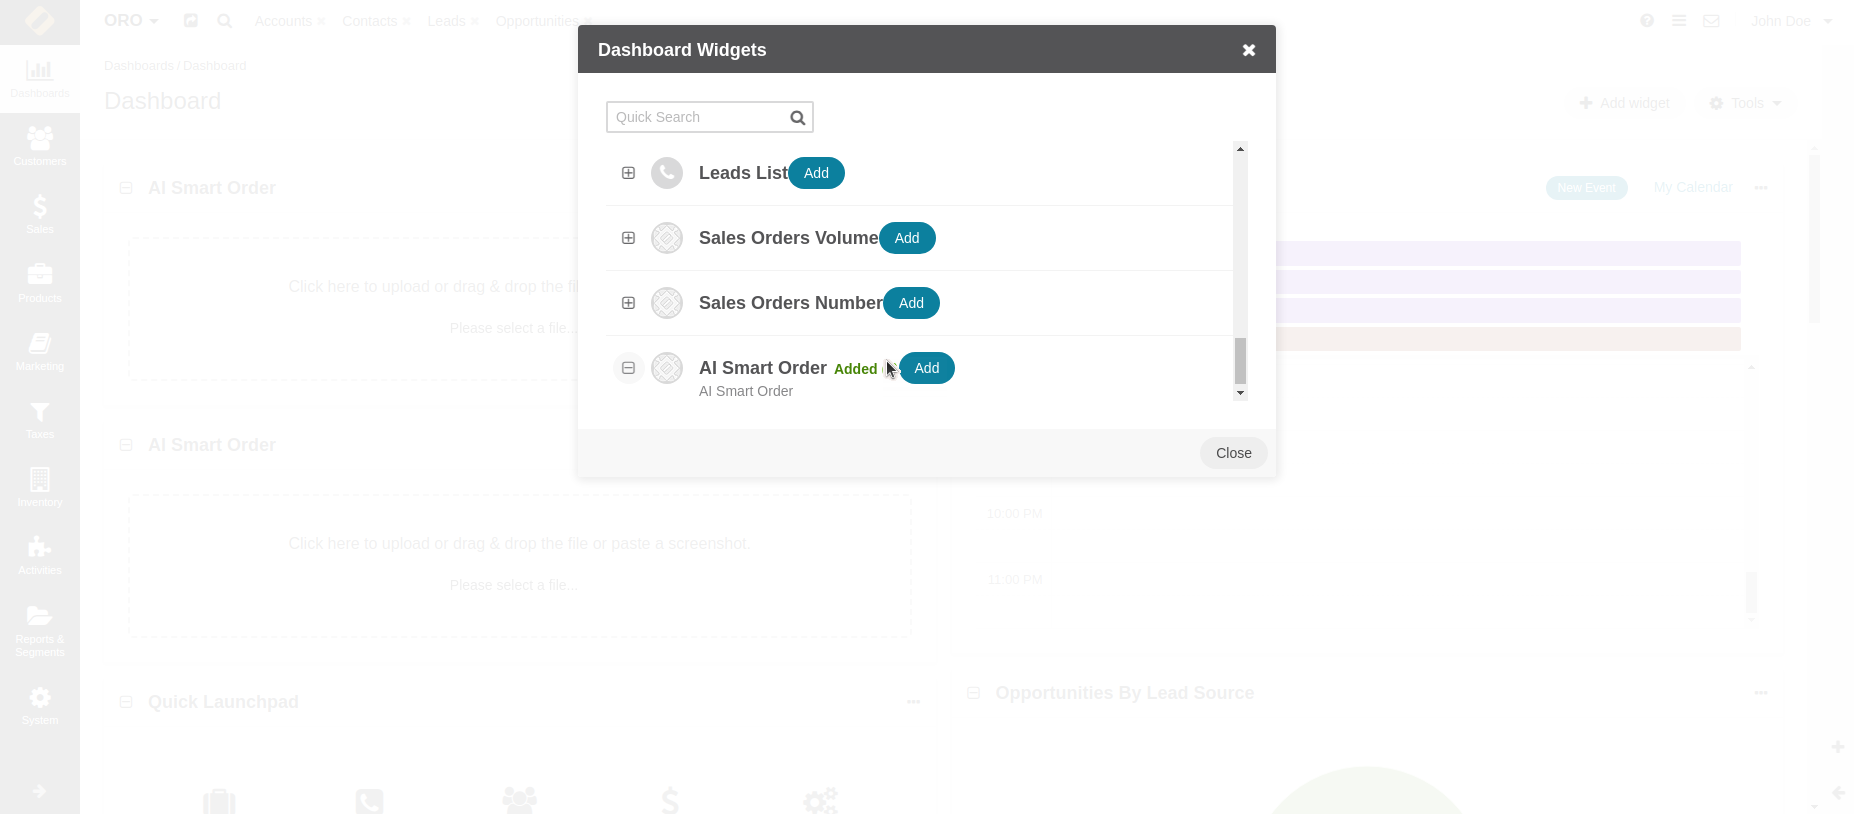 ORO
Accounts
Contacts
Leads
Opportunities
John Doe
Dashboards
Customers
Sales
Products
Marketing
Taxes
Inventory
Activities
Reports &
Segments
System
Dashboards / Dashboard
Dashboard
Add widget
Tools
AI Smart Order
Click here to upload or drag & drop the fi
Please select a file...
New Event
My Calendar
AI Smart Order
Click here to upload or drag & drop the file or paste a screenshot.
Please select a file...
10:00 PM
11:00 PM
Quick Launchpad
Opportunities By Lead Source
Dashboard Widgets
Quick Search
Leads List Add
Sales Orders Volume Add
Sales Orders Number Add
AI Smart Order Added Add
AI Smart Order
Close